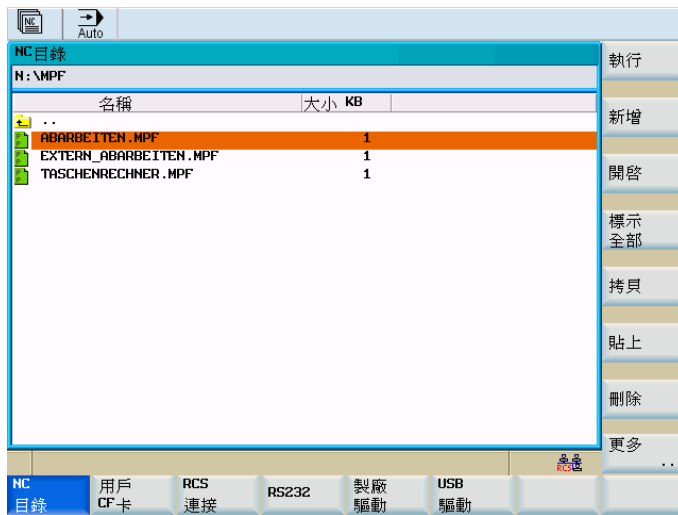 NC
Auto
NC目錄
N:\MPF
名稱 大小 KB
..
ABARBEITEN.MPF 1
EXTERN_ABARBEITEN.MPF 1
TASCHENRECHNER.MPF 1
執行
新增
開啓
標示
全部
拷貝
貼上
刪除
更多
..
RCS
NC
目錄
用戶
CF卡
RCS
連接
RS232
製廠
驅動
USB
驅動